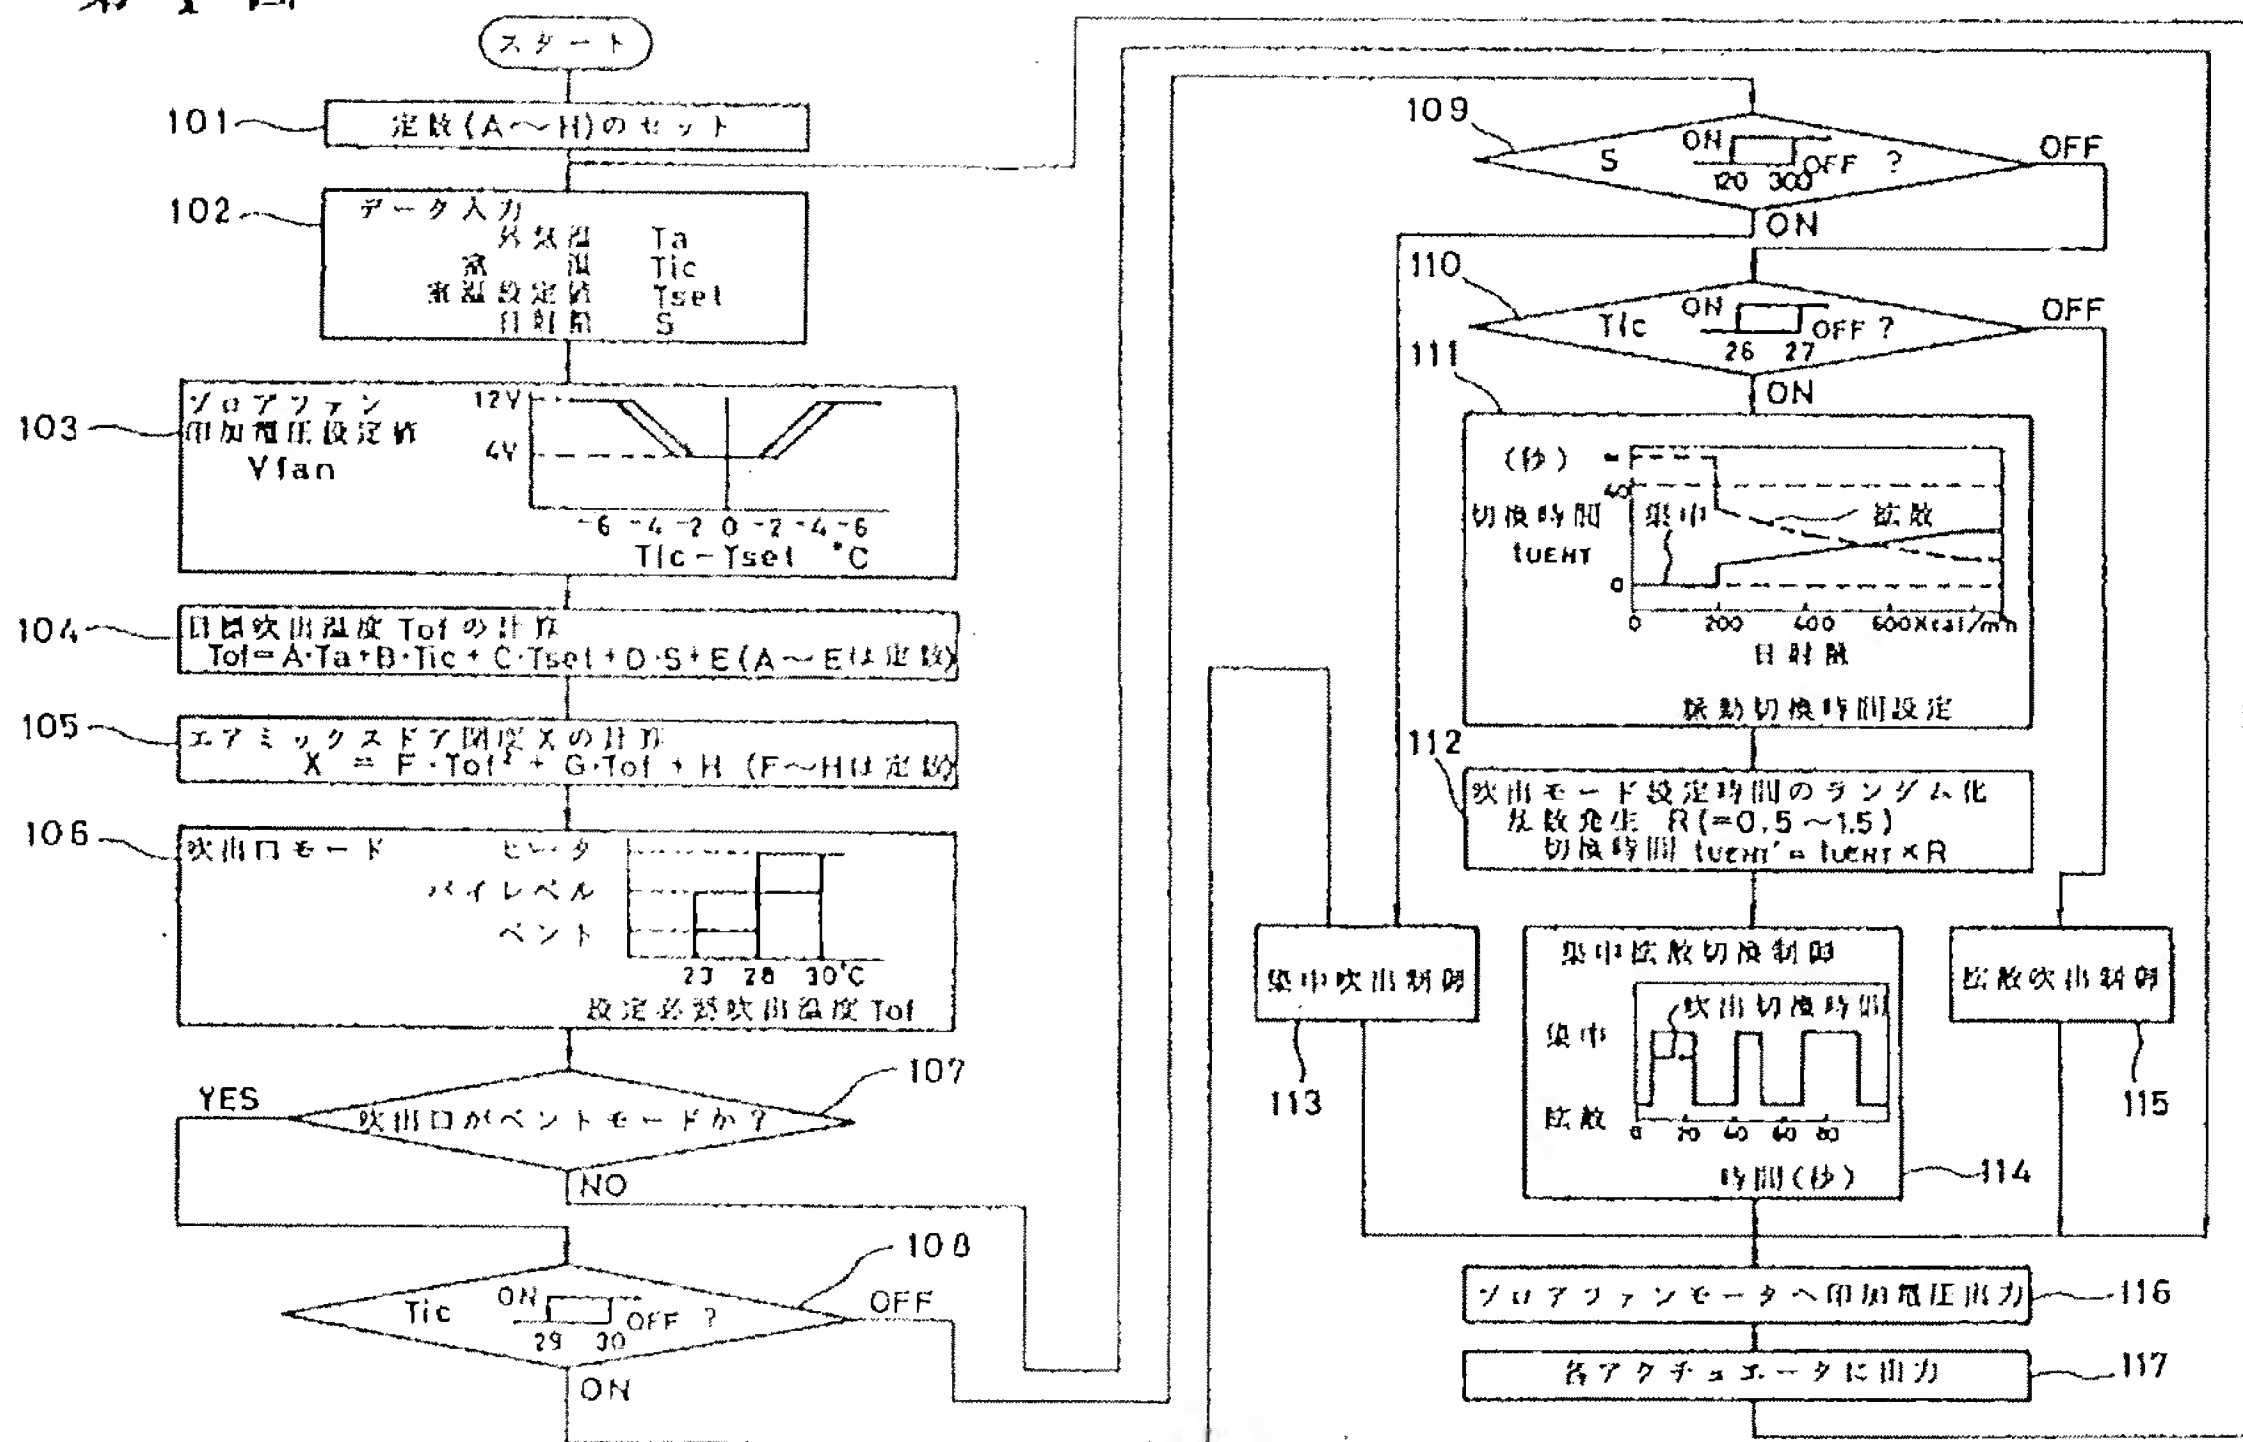 スタート
101
定数(A～H)のセット
102
データ入力
外気温 Ta
室温 Tic
室温設定値 Tset
日射量 S
103
ブロアファン
印加電圧設定値
Vfan
12V
4V
-6 -4 -2 0 -2 -4 -6
Tic-Tset °C
104
目標吹出温度 Tof の計算
Tof=A·Ta+B·Tic+C·Tset+D·S+E(A～Eは定数)
105
エアミックスドア開度Xの計算
X = F·Tof² + G·Tof + H (F～Hは定数)
106
吹出口モード
ヒータ
バイレベル
ベント
23 28 30°C
設定必要吹出温度 Tof
107
YES
吹出口がベントモードか?
NO
108
Tic ON OFF ?
29 30
OFF
ON
109
S ON OFF ?
120 300
OFF
ON
110
Tic ON OFF ?
26 27
OFF
ON
111
(秒)
∞
60
切換時間
集中
拡散
tUEHT
0
0 200 400 600
日射量
振動切換時間設定
112
吹出モード設定時間のランダム化
乱数発生 R(=0.5～1.5)
切換時間 tUEHT' = tUEHT×R
集中吹出制御
113
集中拡散切換制御
吹出切換時間
集中
拡散
0 20 40 60 80
時間(秒)
114
拡散吹出制御
115
ブロアファンモータへ印加電圧出力
116
各アクチュエータに出力
117